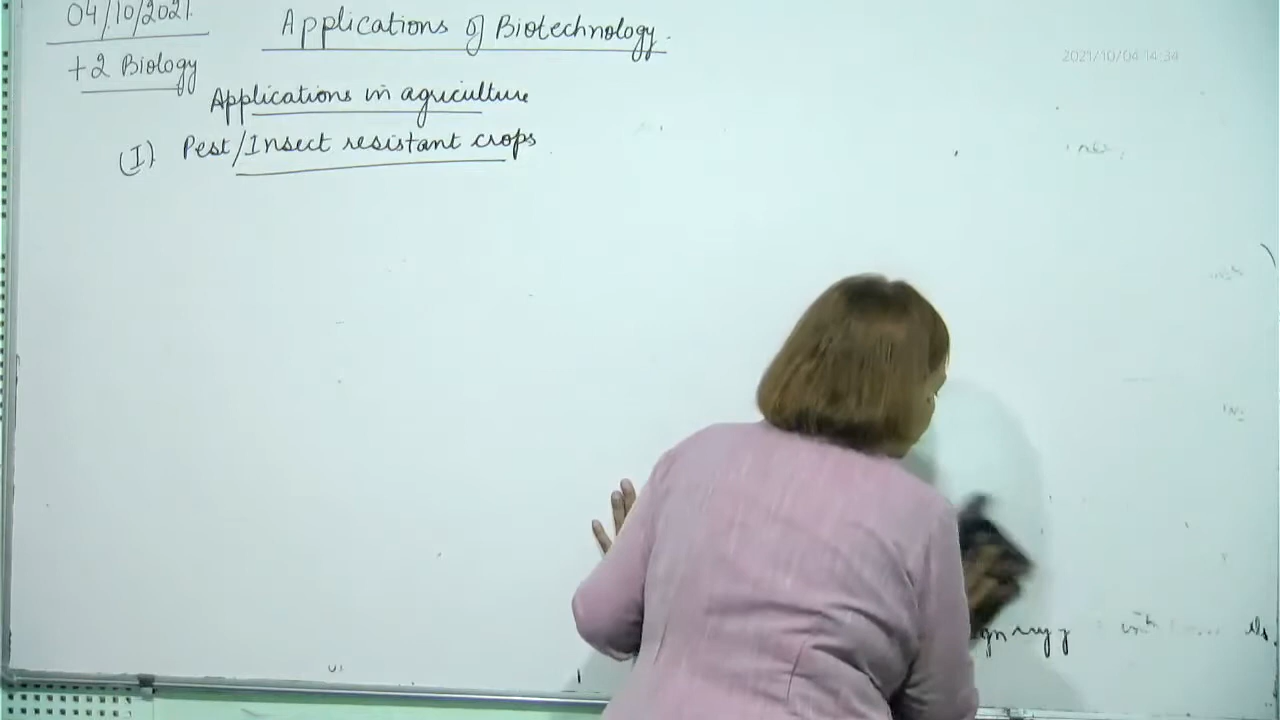 04/10/2021.
Applications of Biotechnology.
+2 Biology
2021/10/04 14:34
Applications in agriculture
(I) Pest/Insect resistant crops